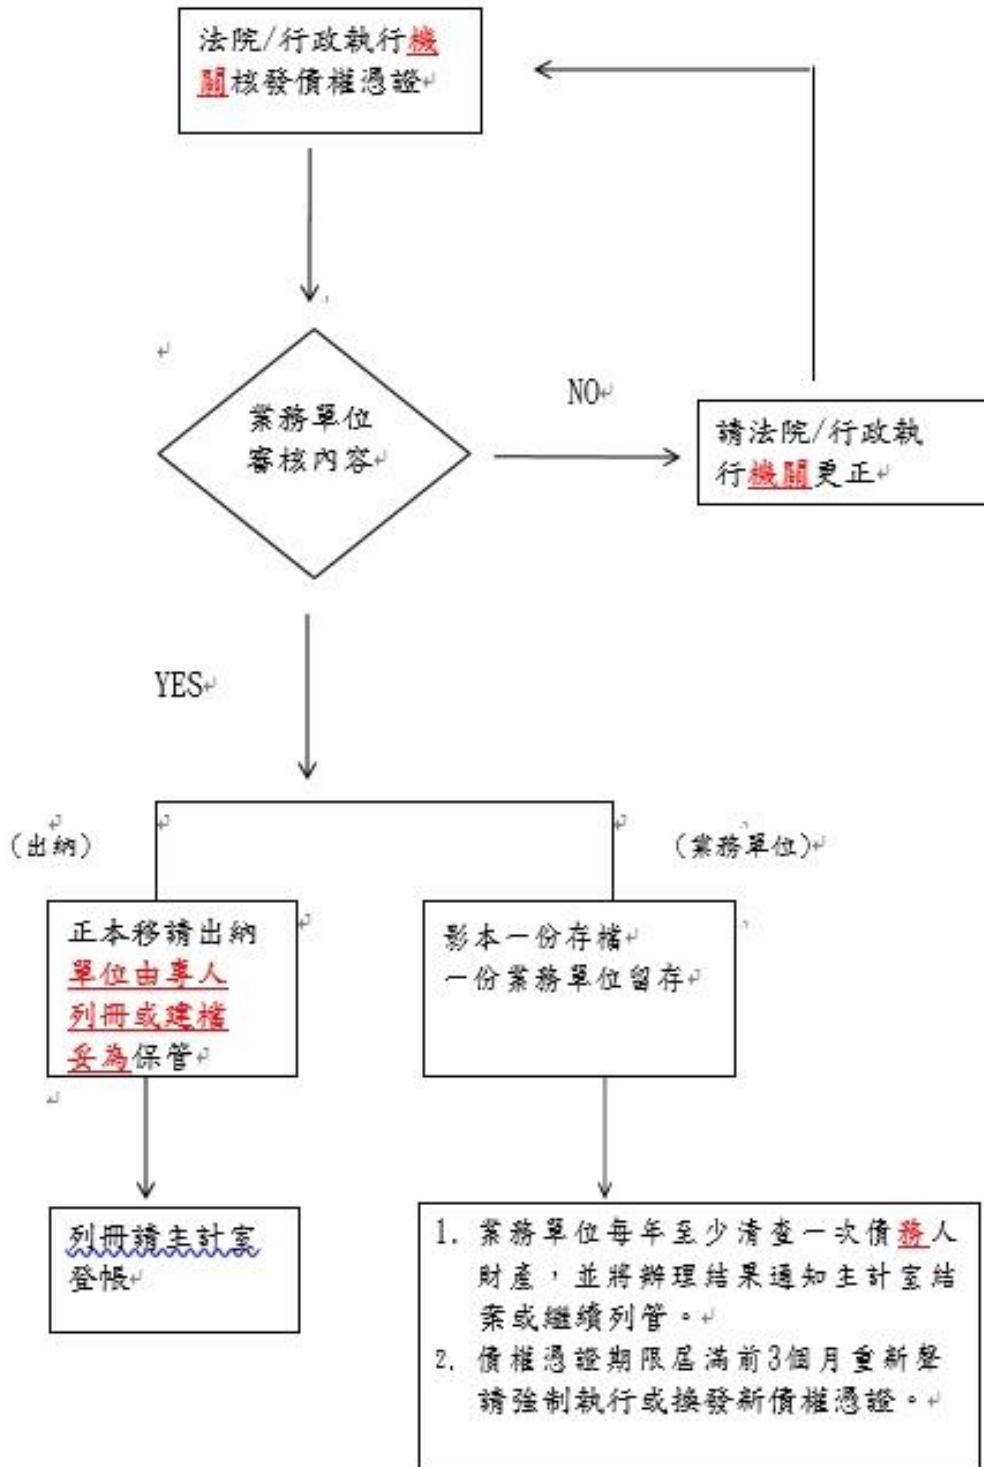 法院/行政執行機
關核發債權憑證
業務單位
審核內容
NO
請法院/行政執
行機關更正
YES
(出納)
(業務單位)
正本移請出納
單位由專人
列冊或建檔
妥為保管
影本一份存檔
一份業務單位留存
列冊請主計室
登帳
1. 業務單位每年至少清查一次債務人
財產,並將辦理結果通知主計室結
案或繼續列管。
2. 債權憑證期限屆滿前3個月重新聲
請強制執行或換發新債權憑證。